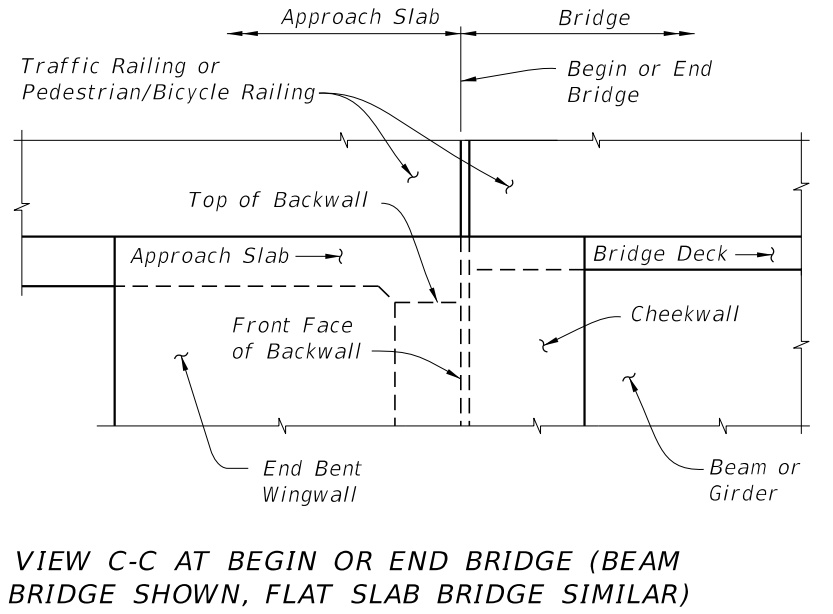 Approach Slab
Bridge
Traffic Railing or
Pedestrian/Bicycle Railing
Begin or End
Bridge
Top of Backwall
Approach Slab
Bridge Deck
Front Face
of Backwall
Cheekwall
End Bent
Wingwall
Beam or
Girder
VIEW C-C AT BEGIN OR END BRIDGE (BEAM
BRIDGE SHOWN, FLAT SLAB BRIDGE SIMILAR)